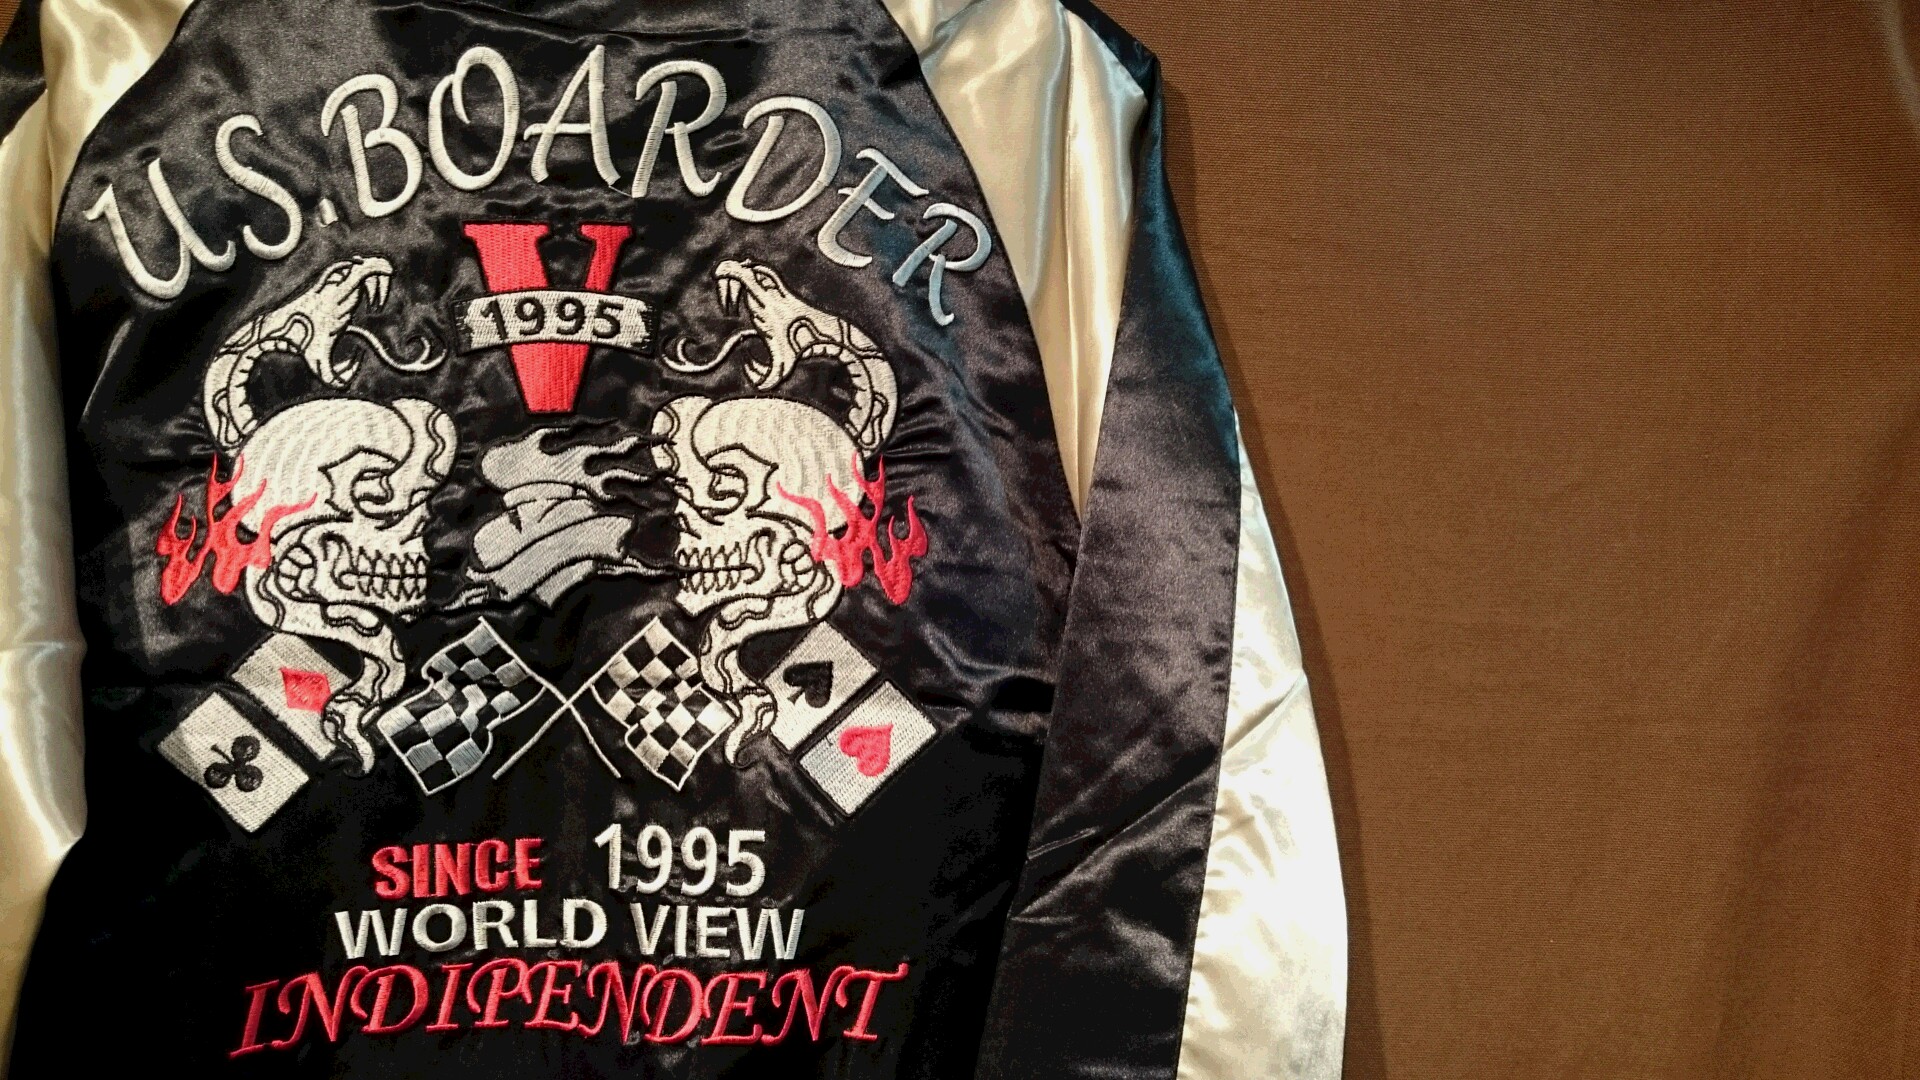 U.S.BOARDER
V
1995
SINCE 1995
WORLD VIEW
INDIPENDENT